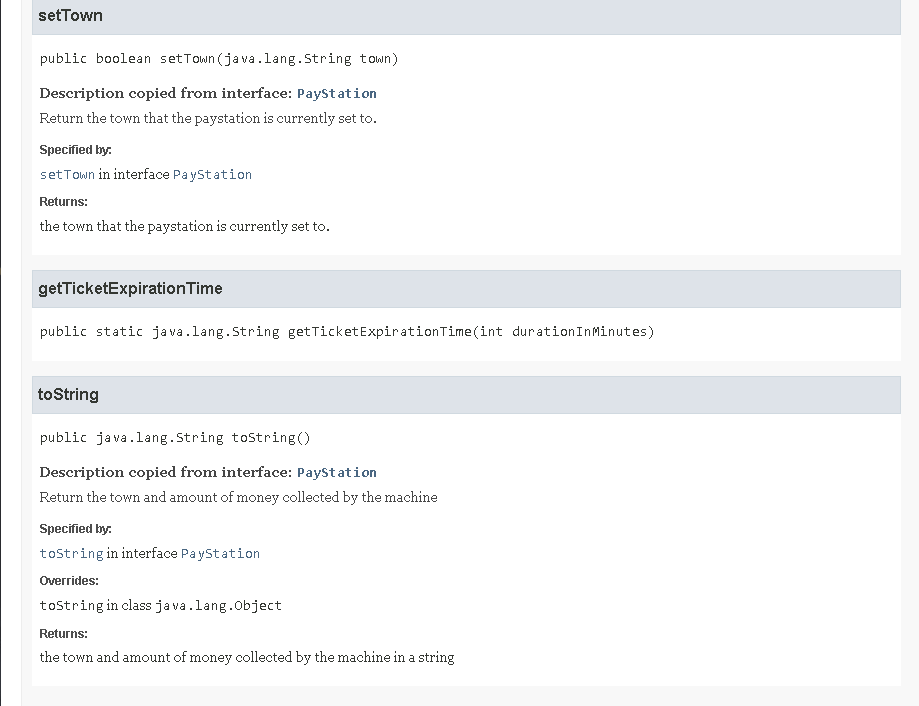 setTown
public boolean setTown(java.lang.String town)
Description copied from interface: PayStation
Return the town that the paystation is currently set to.
Specified by:
setTown in interface PayStation
Returns:
the town that the paystation is currently set to.
getTicketExpirationTime
public static java.lang.String getTicketExpirationTime(int durationInMinutes)
toString
public java.lang.String toString()
Description copied from interface: PayStation
Return the town and amount of money collected by the machine
Specified by:
toString in interface PayStation
Overrides:
toString in class java.lang.Object
Returns:
the town and amount of money collected by the machine in a string